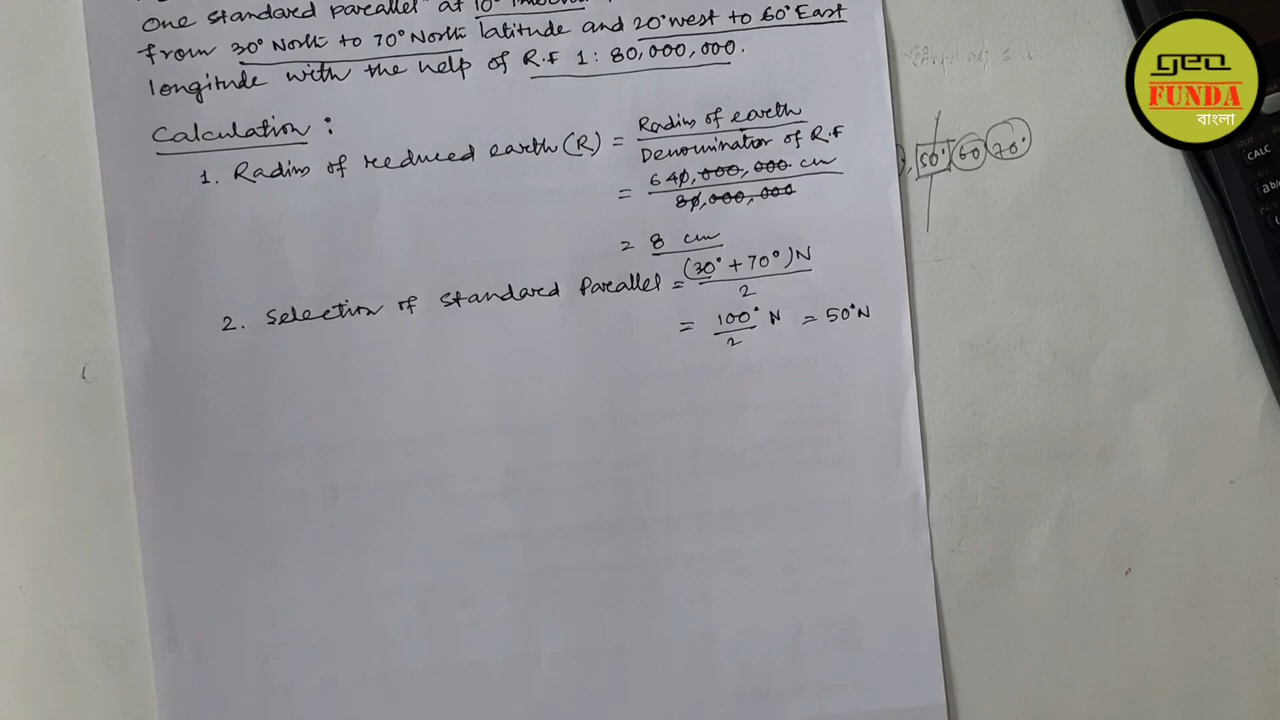 one standard parallel at 10°
from 30° North to 70° North latitude and 20° west to 60° East
longitude with the help of R.F 1: 80,000,000.
Calculation :
1. Radius of reduced earth (R) = Radius of earth
Denominator of R.F
= 640,000,000 cm
80,000,000
= 8 cm
2. Selection of Standard Parallel = (30° + 70°)N
2
= 100° N = 50°N
2
50° 60 70°
geo
FUNDA
বাংলা
CALC